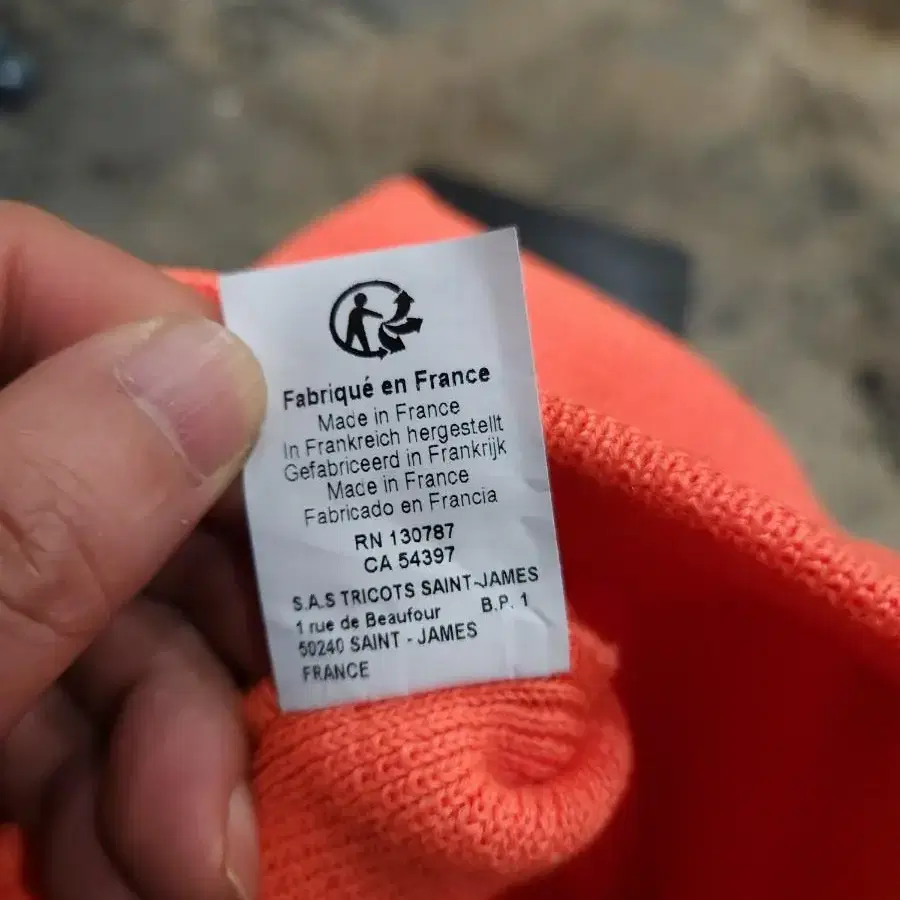 Fabriqué en France
Made in France
In Frankreich hergestellt
Gefabriceerd in Frankrijk
Made in France
Fabricado en Francia
RN 130787
CA 54397
S.A.S TRICOTS SAINT-JAMES
1 rue de Beaufour B.P. 1
50240 SAINT - JAMES
FRANCE